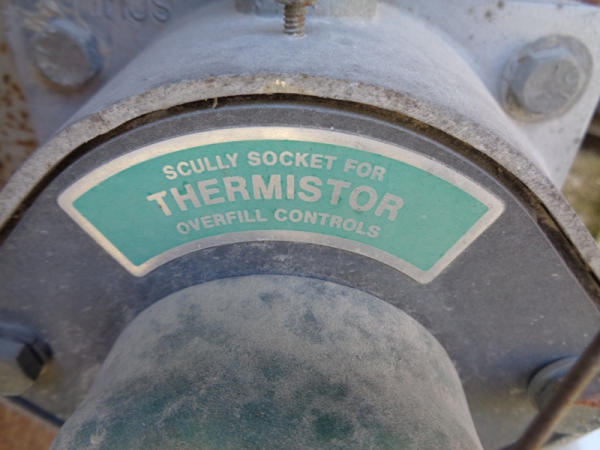 SCULLY SOCKET FOR
THERMISTOR
OVERFILL CONTROLS